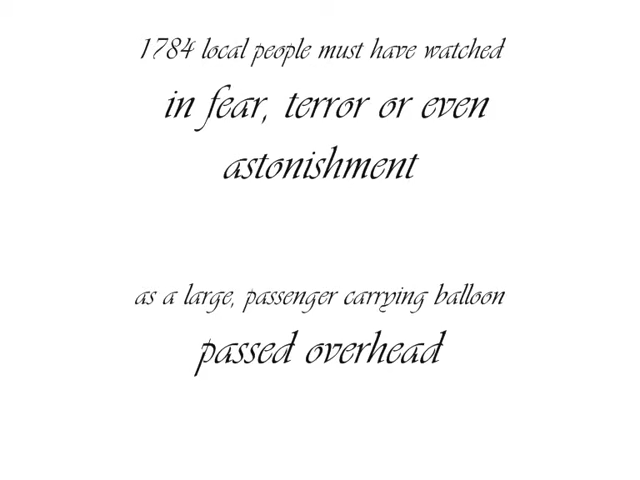 1784 local people must have watched
in fear, terror or even
astonishment
as a large, passenger carrying balloon
passed overhead